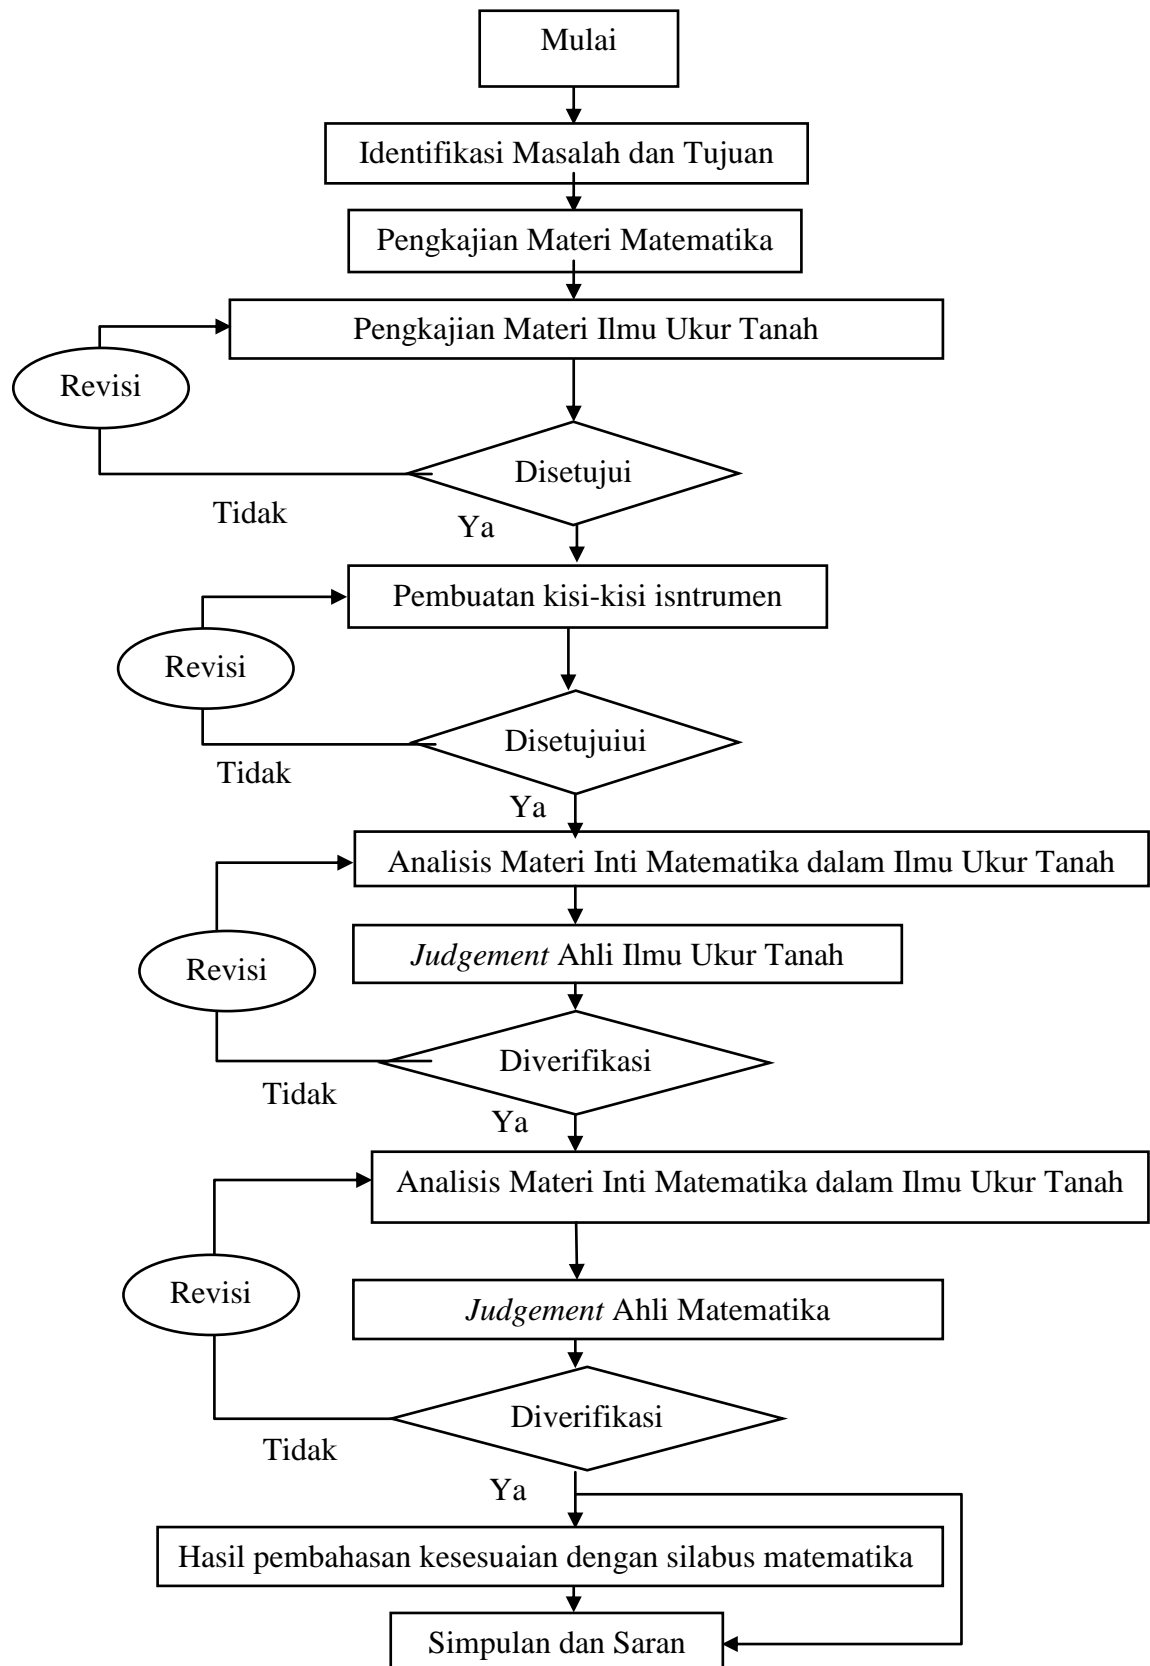 Mulai
Identifikasi Masalah dan Tujuan
Pengkajian Materi Matematika
Pengkajian Materi Ilmu Ukur Tanah
Revisi
Disetujui
Tidak
Ya
Pembuatan kisi-kisi isntrumen
Revisi
Disetujuiui
Tidak
Ya
Analisis Materi Inti Matematika dalam Ilmu Ukur Tanah
Judgement Ahli Ilmu Ukur Tanah
Revisi
Diverifikasi
Tidak
Ya
Analisis Materi Inti Matematika dalam Ilmu Ukur Tanah
Revisi
Judgement Ahli Matematika
Diverifikasi
Tidak
Ya
Hasil pembahasan kesesuaian dengan silabus matematika
Simpulan dan Saran